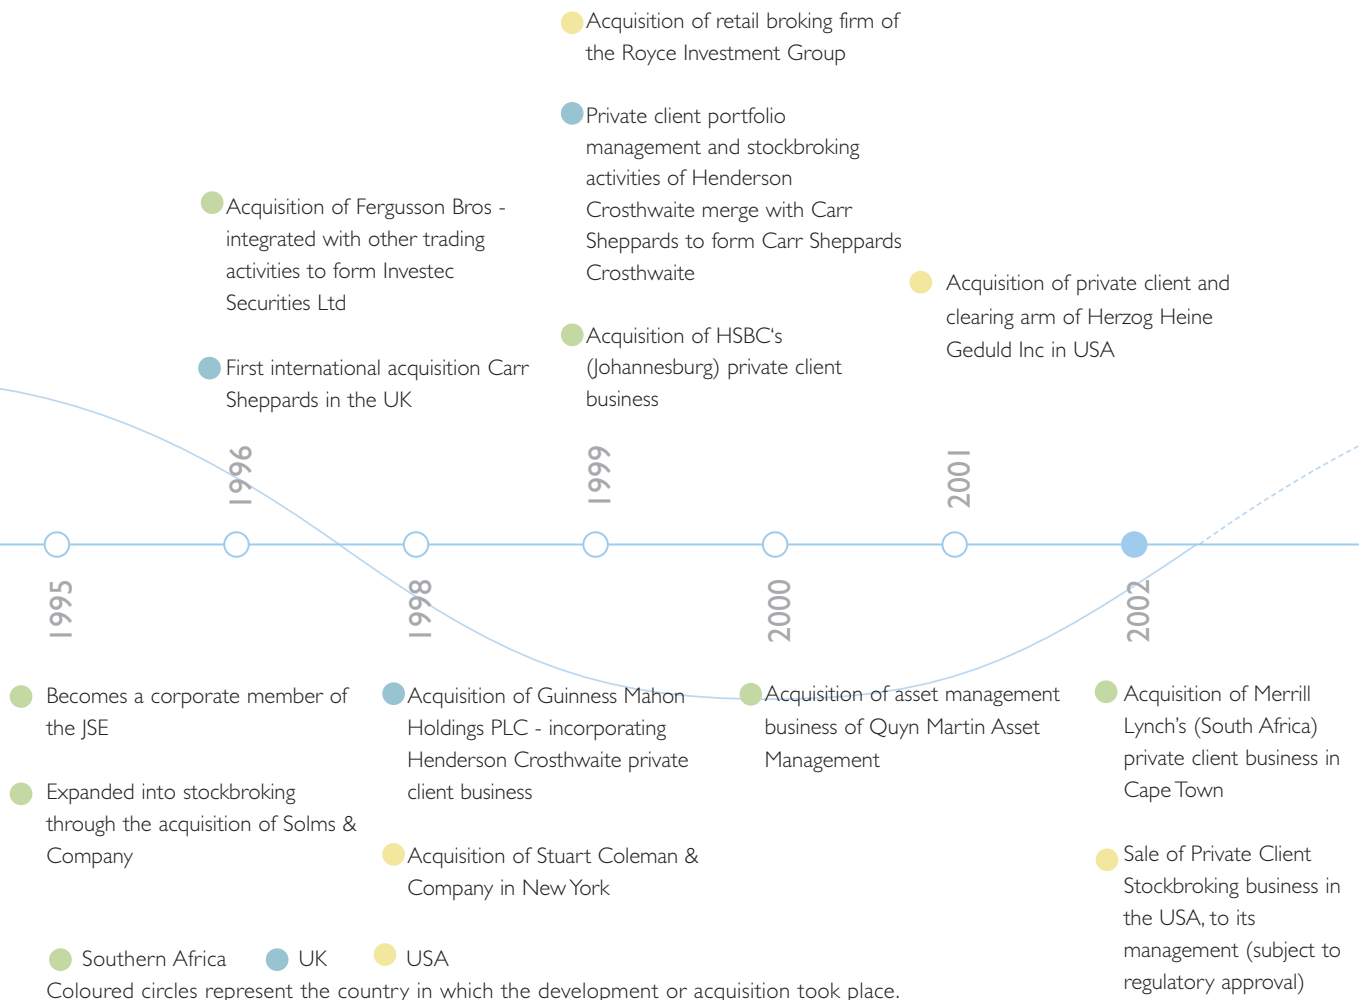 Acquisition of retail broking firm of
the Royce Investment Group
Private client portfolio
management and stockbroking
activities of Henderson
Crosthwaite merge with Carr
Sheppards to form Carr Sheppards
Crosthwaite
Acquisition of HSBC‘s
(Johannesburg) private client
business
Acquisition of Fergusson Bros -
integrated with other trading
activities to form Investec
Securities Ltd
First international acquisition Carr
Sheppards in the UK
Acquisition of private client and
clearing arm of Herzog Heine
Geduld Inc in USA
1996
1999
2001
1995
1998
2000
2002
Becomes a corporate member of
the JSE
Expanded into stockbroking
through the acquisition of Solms &
Company
Acquisition of Guinness Mahon
Holdings PLC - incorporating
Henderson Crosthwaite private
client business
Acquisition of Stuart Coleman &
Company in New York
Acquisition of asset management
business of Quyn Martin Asset
Management
Acquisition of Merrill
Lynch's (South Africa)
private client business in
Cape Town
Sale of Private Client
Stockbroking business in
the USA, to its
management (subject to
regulatory approval)
Southern Africa UK USA
Coloured circles represent the country in which the development or acquisition took place.